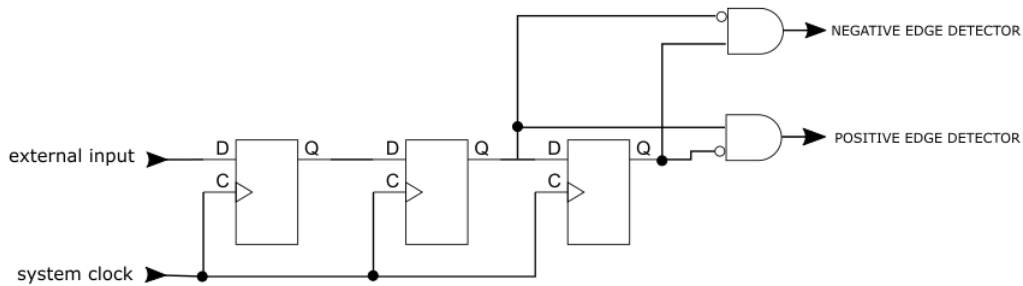 NEGATIVE EDGE DETECTOR
POSITIVE EDGE DETECTOR
D Q D Q D Q
external input
C C C
system clock